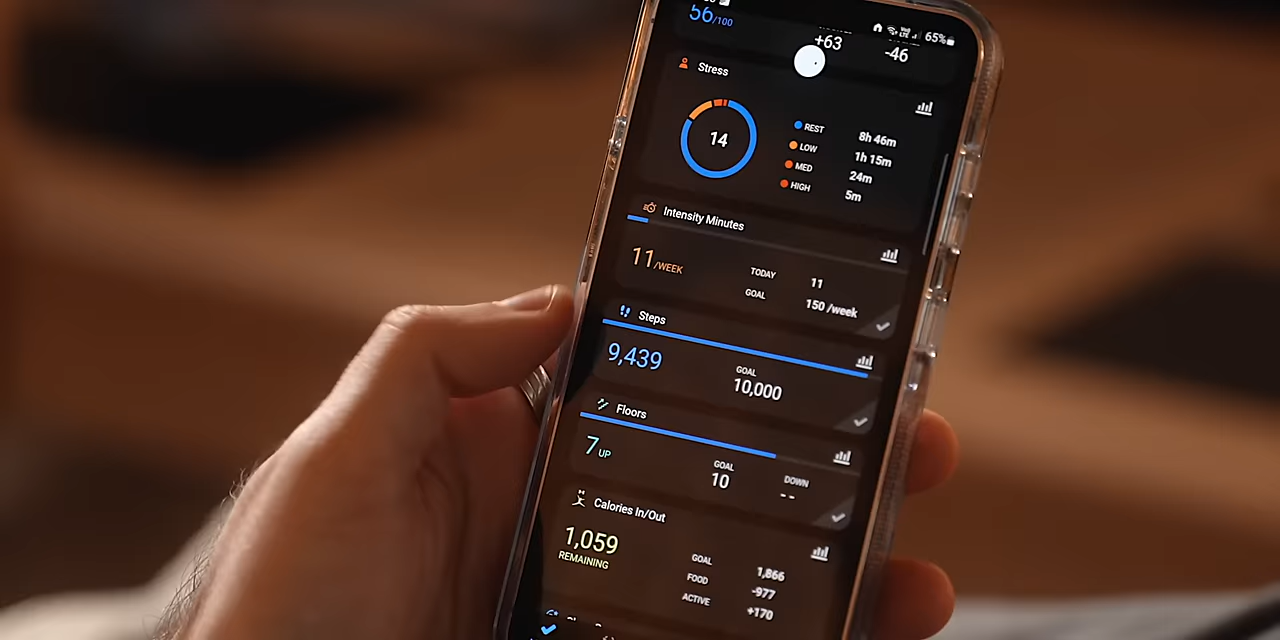 56/100
65%
+63
-46
Stress
14
REST 8h 46m
LOW 1h 15m
MED 24m
HIGH 5m
Intensity Minutes
11/WEEK
TODAY 11
GOAL 150 /week
Steps
9,439
GOAL
10,000
Floors
7 UP
GOAL
10
DOWN
--
Calories In/Out
1,059
REMAINING
GOAL 1,866
FOOD -977
ACTIVE +170